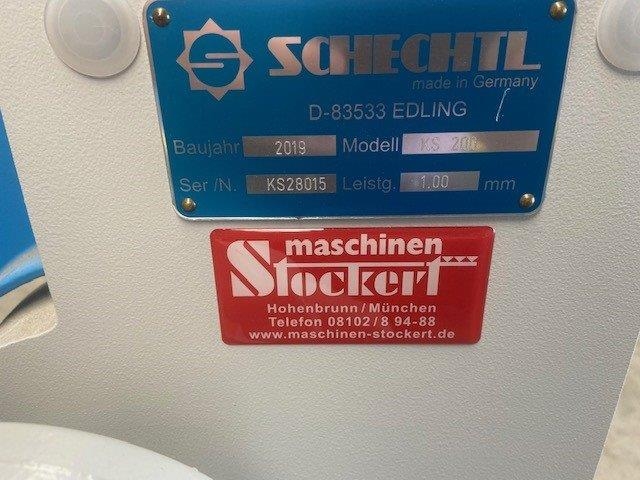 SCHECHTL
made in Germany
D-83533 EDLING
Baujahr 2019 Modell KS 200
Ser /N. KS28015 Leistg. 1.00 mm
maschinen
Stockert
Hohenbrunn/München
Telefon 08102/8 94-88
www.maschinen-stockert.de